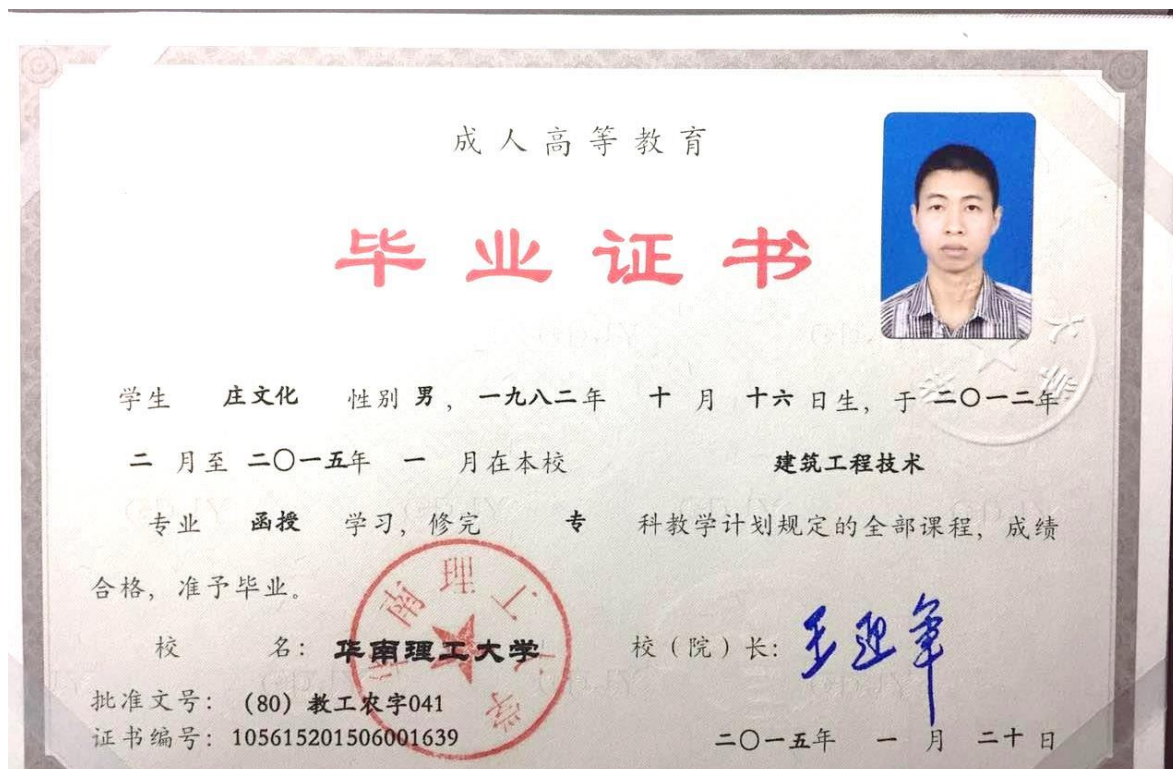 成人高等教育
毕业证书
学生 庄文化 性别 男，一九八二年 十 月 十六 日生，于 二〇一二年
二 月至 二〇一五年 一 月在本校 建筑工程技术
专业 函授 学习，修完 专 科教学计划规定的全部课程，成绩
合格，准予毕业。
校 名：华南理工大学 校（院）长：
批准文号：(80) 教工农字041
证书编号：105615201506001639 二〇一五年 一 月 二十 日
华南理工大学